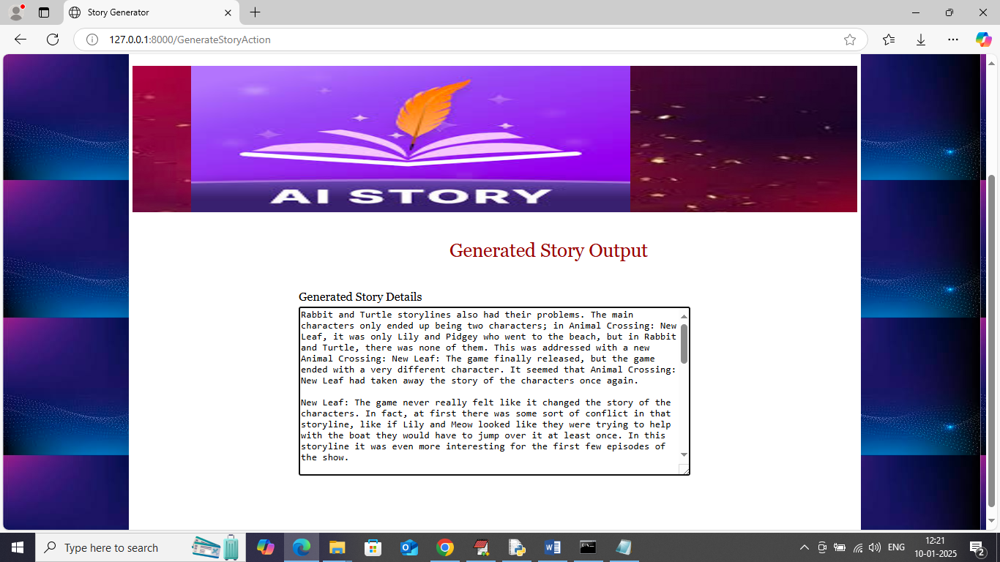 Story Generator
127.0.0.1:8000/GenerateStoryAction
AI STORY
Generated Story Output
Generated Story Details
Rabbit and Turtle storylines also had their problems. The main
characters only ended up being two characters; in Animal Crossing: New
Leaf, it was only Lily and Pidgey who went to the beach, but in Rabbit
and Turtle, there was none of them. This was addressed with a new
Animal Crossing: New Leaf: The game finally released, but the game
ended with a very different character. It seemed that Animal Crossing:
New Leaf had taken away the story of the characters once again.
New Leaf: The game never really felt like it changed the story of the
characters. In fact, at first there was some sort of conflict in that
storyline, like if Lily and Meow looked like they were trying to help
with the boat they would have to jump over it at least once. In this
storyline it was even more interesting for the first few episodes of
the show.
Type here to search
ENG
12:21
10-01-2025
2